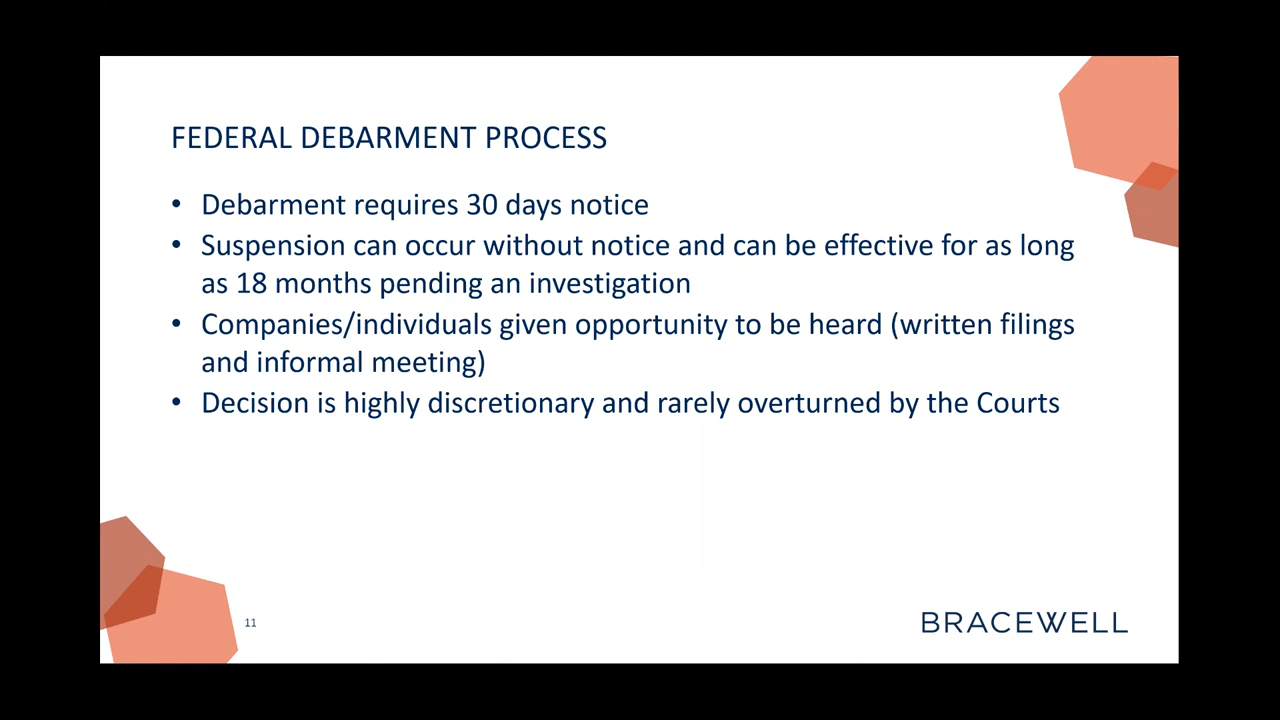 FEDERAL DEBARMENT PROCESS
• Debarment requires 30 days notice
• Suspension can occur without notice and can be effective for as long
as 18 months pending an investigation
• Companies/individuals given opportunity to be heard (written filings
and informal meeting)
• Decision is highly discretionary and rarely overturned by the Courts
11
BRACEWELL